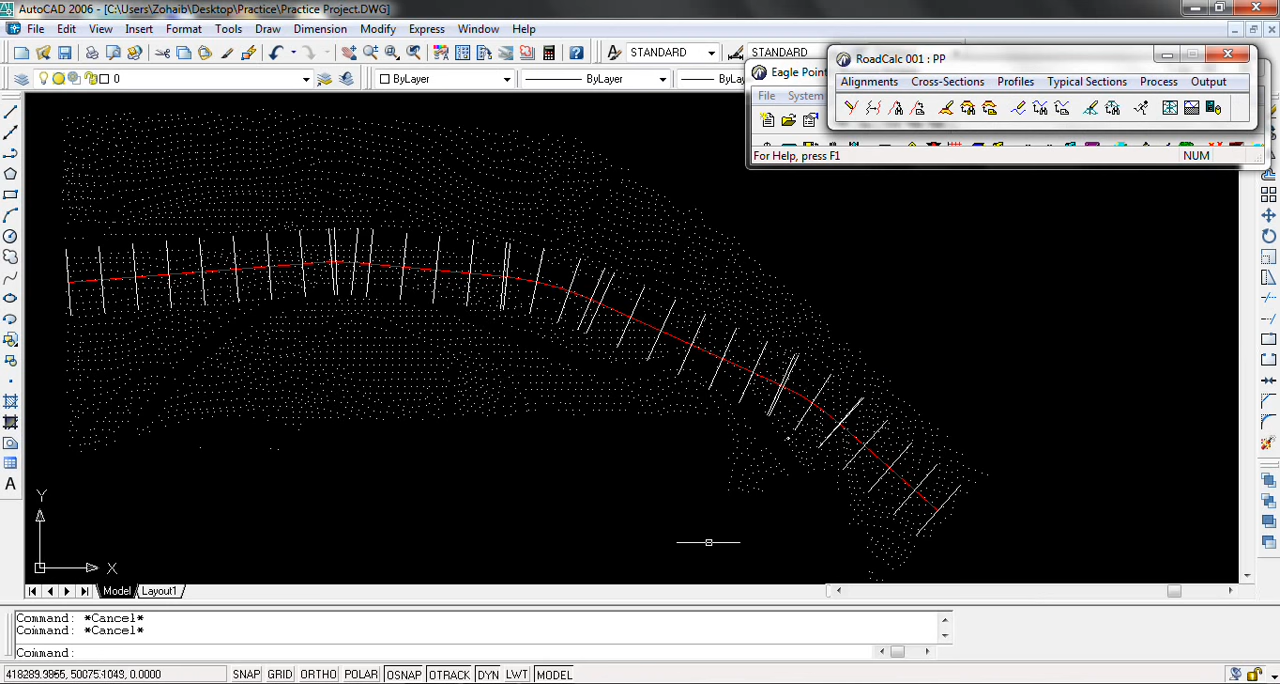 AutoCAD 2006 - [C:\Users\Zohaib\Desktop\Practice\Practice Project.DWG]
File Edit View Insert Format Tools Draw Dimension Modify Express Window Help
STANDARD STANDARD
0 ByLayer ByLayer ByL
RoadCalc 001 : PP
Alignments Cross-Sections Profiles Typical Sections Process Output
Eagle Point
File System
For Help, press F1 NUM
A
Y
X
Model Layout1
Command: *Cancel*
Command: *Cancel*
Command:
418289.3865, 50075.1043, 0.0000 SNAP GRID ORTHO POLAR OSNAP OTRACK DYN LWT MODEL